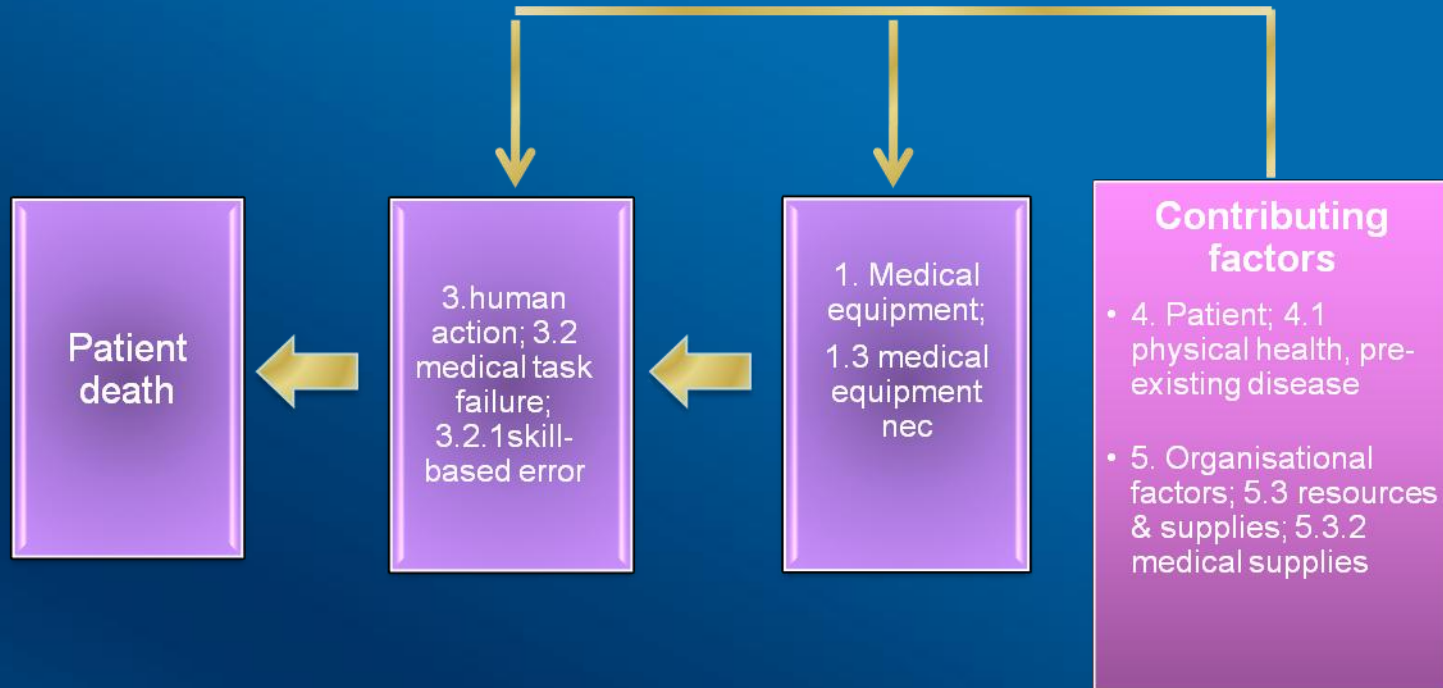 Patient
death
3.human
action; 3.2
medical task
failure;
3.2.1skill-
based error
1. Medical
equipment;
1.3 medical
equipment
nec
Contributing
factors
• 4. Patient; 4.1
physical health, pre-
existing disease
• 5. Organisational
factors; 5.3 resources
& supplies; 5.3.2
medical supplies